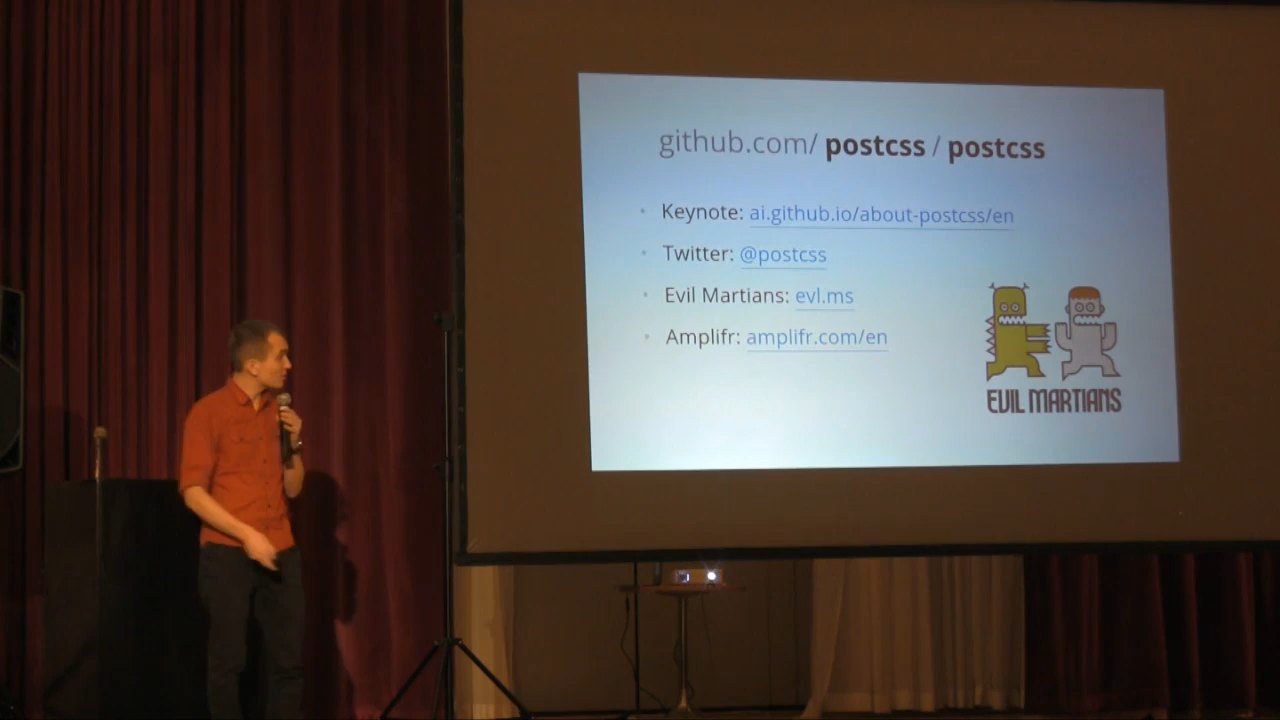 github.com/ postcss / postcss
Keynote: ai.github.io/about-postcss/en
Twitter: @postcss
Evil Martians: evl.ms
Amplifr: amplifr.com/en
EVIL MARTIANS